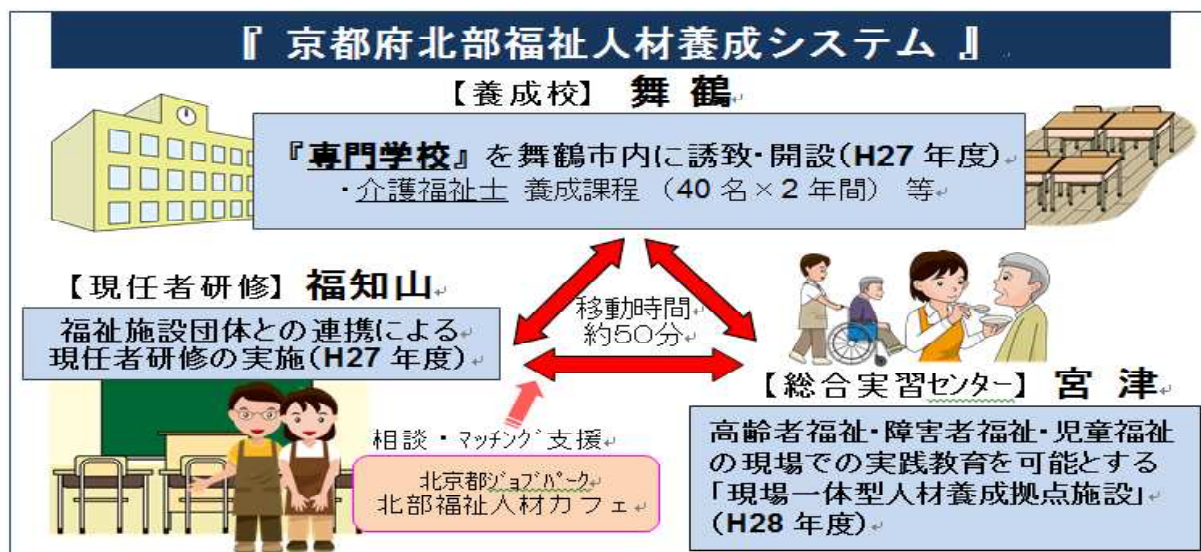 『 京都府北部福祉人材養成システム 』
【養成校】 舞 鶴
『専門学校』を舞鶴市内に誘致・開設(H27 年度)
・介護福祉士 養成課程 （40 名×2 年間） 等
【現任者研修】 福知山
福祉施設団体との連携による
現任者研修の実施(H27 年度)
移動時間
約50分
相談・マッチング支援
北京都ジョブパーク
北部福祉人材カフェ
【総合実習センター】 宮 津
高齢者福祉・障害者福祉・児童福祉
の現場での実践教育を可能とする
「現場一体型人材養成拠点施設」
(H28 年度)